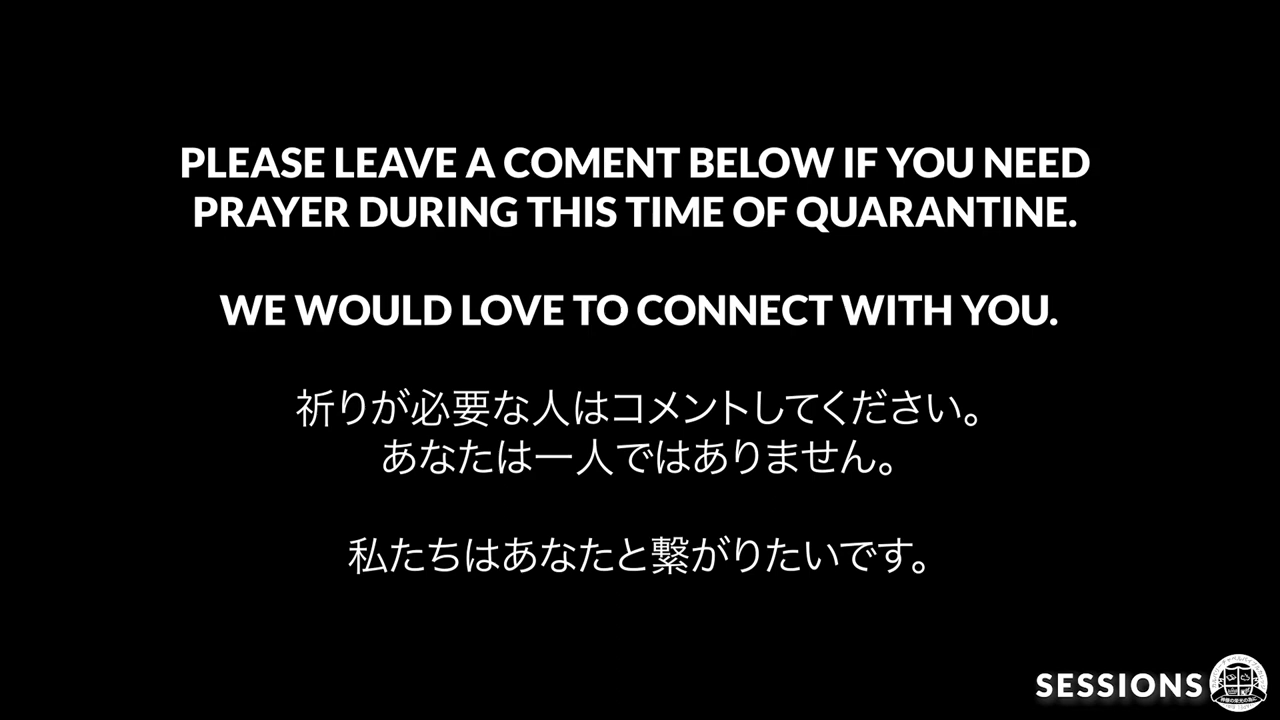 PLEASE LEAVE A COMENT BELOW IF YOU NEED
PRAYER DURING THIS TIME OF QUARANTINE.
WE WOULD LOVE TO CONNECT WITH YOU.
祈りが必要な人はコメントしてください。
あなたは一人ではありません。
私たちはあなたと繋がりたいです。
SESSIONS